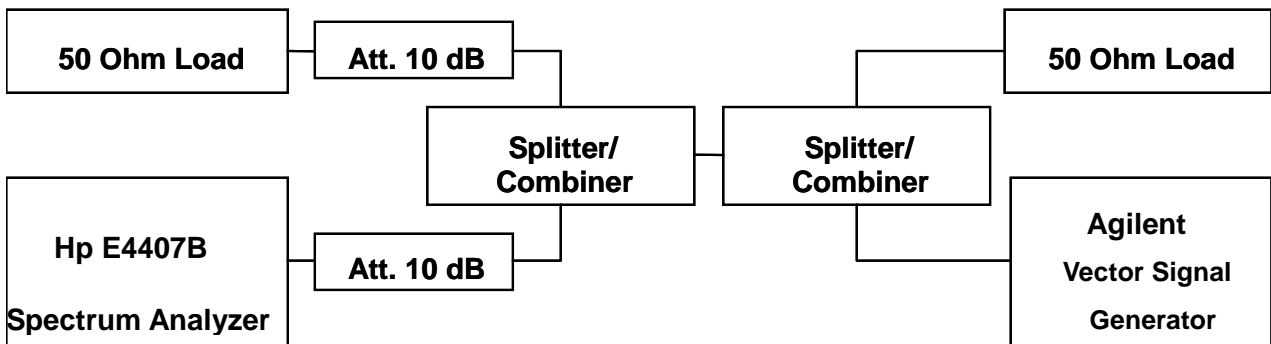 50 Ohm Load
Att. 10 dB
50 Ohm Load
Splitter/
Combiner
Splitter/
Combiner
Hp E4407B
Spectrum Analyzer
Att. 10 dB
Agilent
Vector Signal
Generator